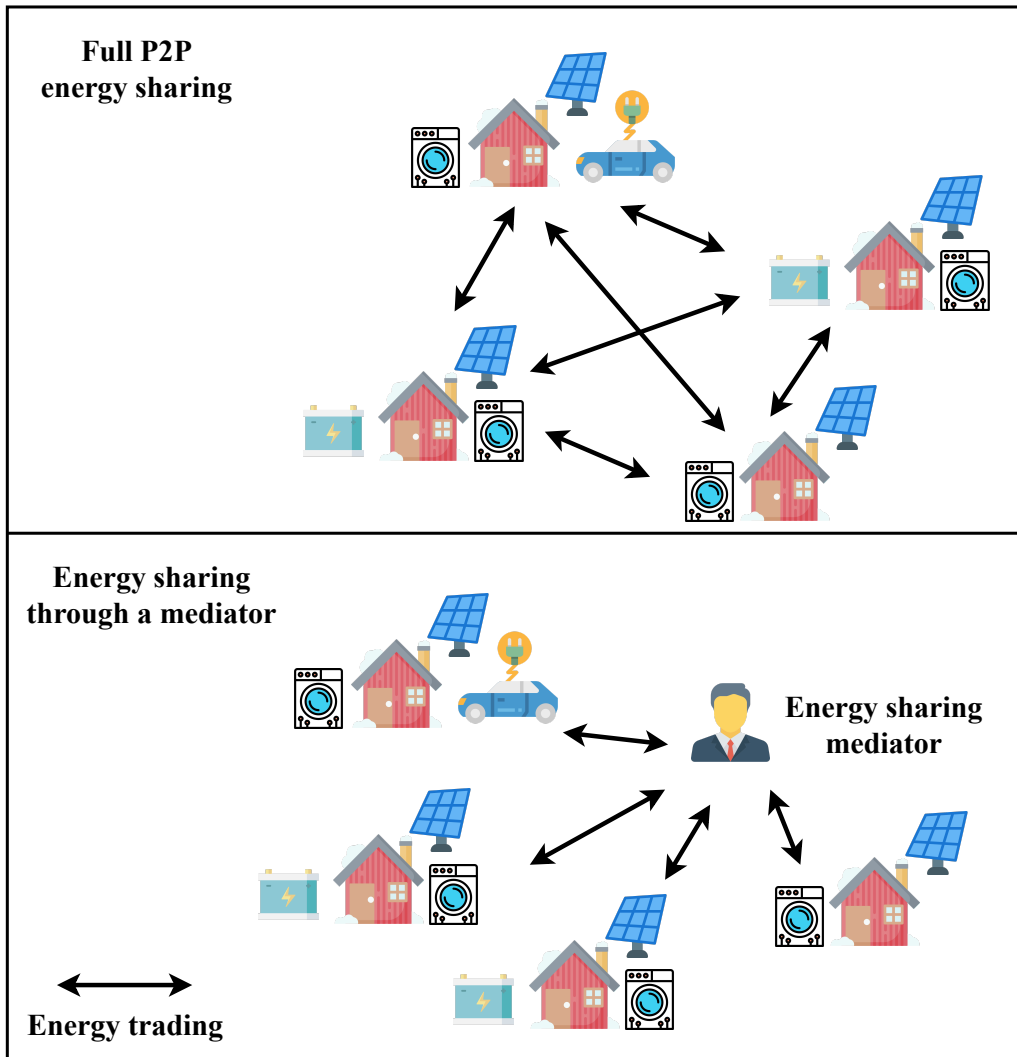 Full P2P
energy sharing
Energy sharing
through a mediator
Energy sharing
mediator
Energy trading